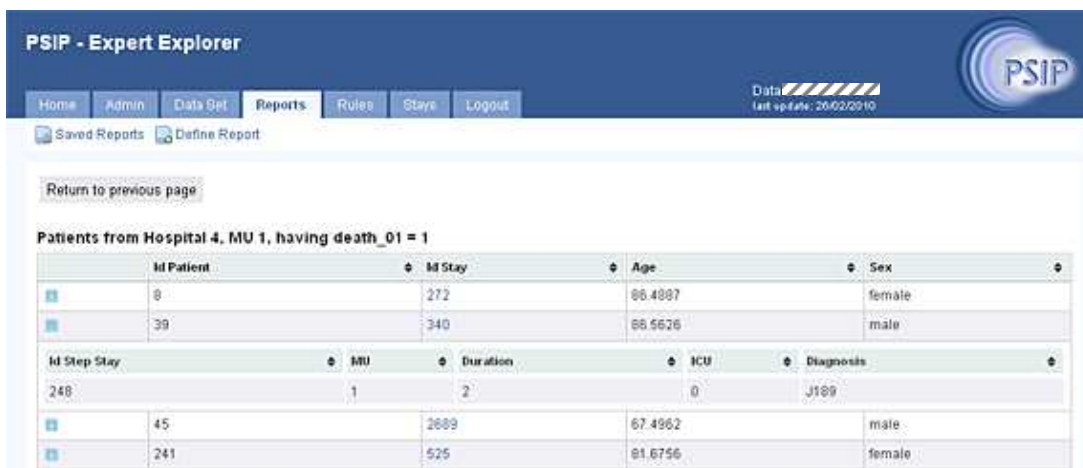 PSIP - Expert Explorer
PSIP
Data
last update: 26/02/2010
Home Admin Data Set Reports Rules Stays Logout
Saved Reports Define Report
Return to previous page
Patients from Hospital 4, MU 1, having death_01 = 1
Id Patient Id Stay Age Sex
8 272 86.4887 female
39 340 86.5626 male
Id Step Stay MU Duration ICU Diagnosis
248 1 2 0 J189
45 2689 67.4962 male
241 525 81.6756 female